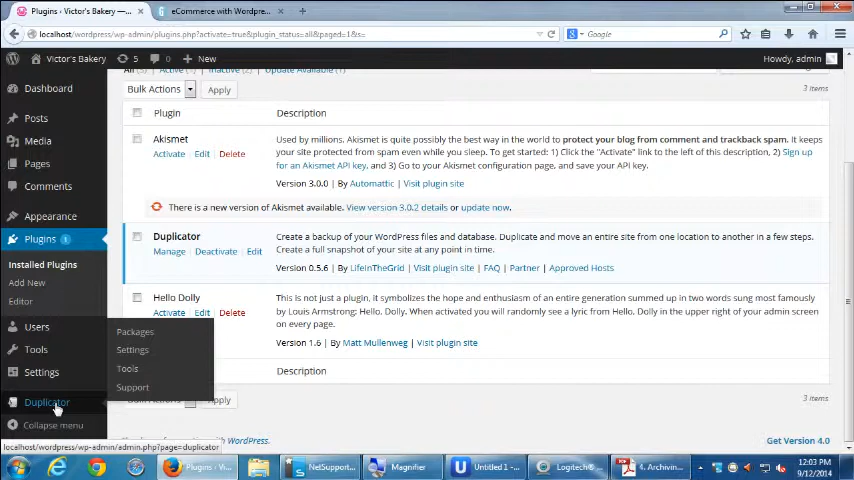 Plugins ‹ Victor's Bakery —...
eCommerce with Wordpre...
localhost/wordpress/wp-admin/plugins.php?activate=true&plugin_status=all&paged=1&s=
Google
Victor's Bakery
5
0
New
Howdy, admin
Update Available (1)
Dashboard
Bulk Actions
Apply
3 items
Posts
Media
Pages
Comments
Appearance
Plugins 1
Installed Plugins
Add New
Editor
Users
Tools
Settings
Duplicator
Collapse menu
Packages
Settings
Tools
Support
Plugin
Description
Akismet
Activate | Edit | Delete
Used by millions, Akismet is quite possibly the best way in the world to protect your blog from comment and trackback spam. It keeps
your site protected from spam even while you sleep. To get started: 1) Click the "Activate" link to the left of this description, 2) Sign up
for an Akismet API key, and 3) Go to your Akismet configuration page, and save your API key.
Version 3.0.0 | By Automattic | Visit plugin site
There is a new version of Akismet available. View version 3.0.2 details or update now.
Duplicator
Manage | Deactivate | Edit
Create a backup of your WordPress files and database. Duplicate and move an entire site from one location to another in a few steps.
Create a full snapshot of your site at any point in time.
Version 0.5.6 | By LifeInTheGrid | Visit plugin site | FAQ | Partner | Approved Hosts
Hello Dolly
Activate | Edit | Delete
This is not just a plugin, it symbolizes the hope and enthusiasm of an entire generation summed up in two words sung most famously
by Louis Armstrong: Hello, Dolly. When activated you will randomly see a lyric from Hello, Dolly in the upper right of your admin screen
on every page.
Version 1.6 | By Matt Mullenweg | Visit plugin site
Description
Apply
3 items
WordPress.
Get Version 4.0
localhost/wordpress/wp-admin/admin.php?page=duplicator
Plugins ‹ Vi...
NetSupport...
Magnifier
Untitled 1 -...
Logitech® ...
4. Archivin...
12:03 PM
9/12/2014